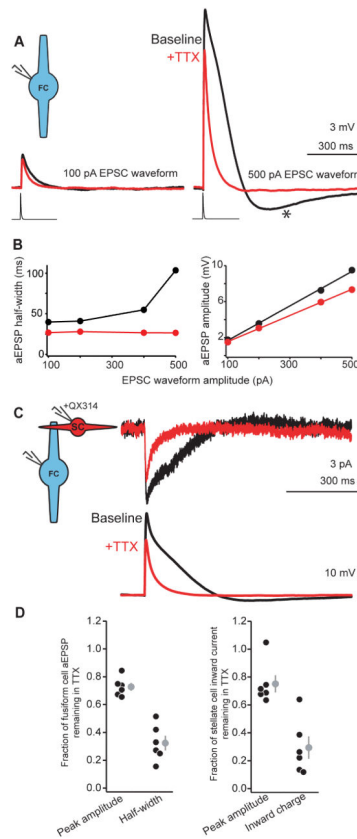 A
Baseline
+TTX
FC
3 mV
300 ms
100 pA EPSC waveform
500 pA EPSC waveform
*
B
aEPSP half-width (ms)
100
50
0
100
300
500
aEPSP amplitude (mV)
10
6
2
100
300
500
EPSC waveform amplitude (pA)
C
+QX314
SC
FC
3 pA
300 ms
Baseline
+TTX
10 mV
D
Fraction of fusiform cell aEPSP
remaining in TTX
1.2
1.0
0.8
0.6
0.4
0.2
0
Peak amplitude
Half-width
Fraction of stellate cell inward current
remaining in TTX
1.2
1.0
0.8
0.6
0.4
0.2
0
Peak amplitude
Inward charge